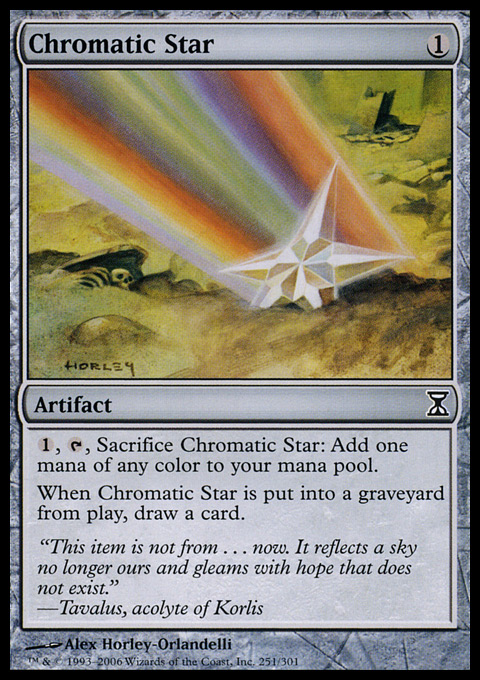 Chromatic Star 1
HORLEY
Artifact
1, , Sacrifice Chromatic Star: Add one
mana of any color to your mana pool.
When Chromatic Star is put into a graveyard
from play, draw a card.
“This item is not from . . . now. It reflects a sky
no longer ours and gleams with hope that does
not exist.”
—Tavalus, acolyte of Korlis
Alex Horley-Orlandelli
™ & © 1993–2006 Wizards of the Coast, Inc. 251/301